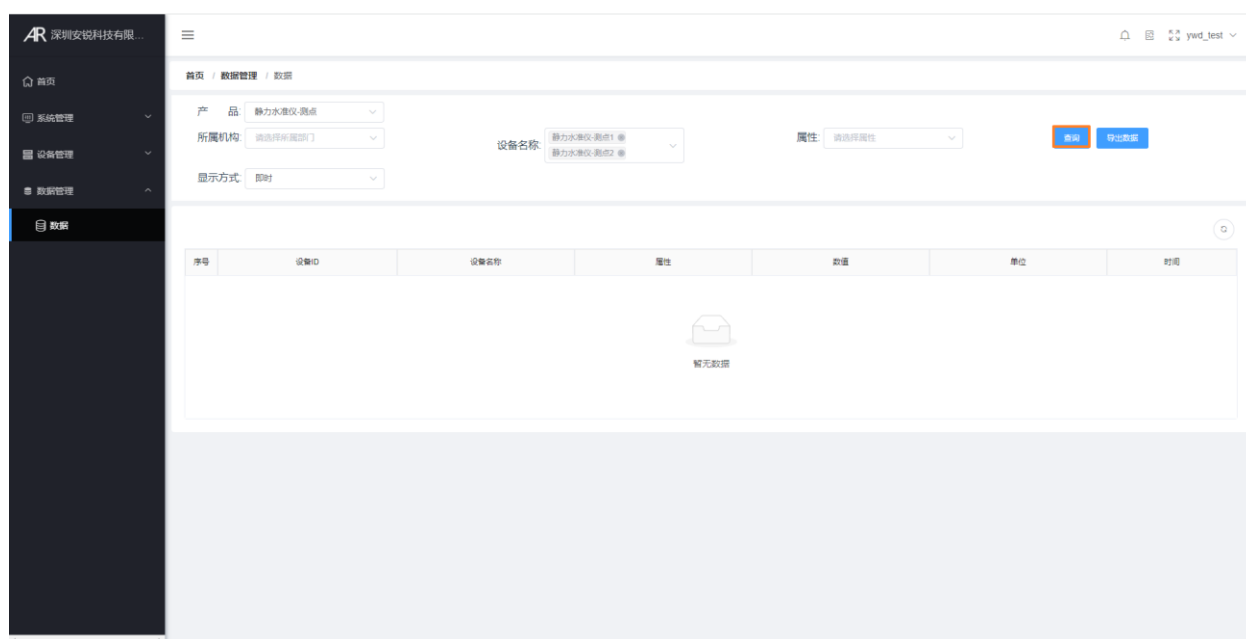 AR 深圳安锐科技有限...
ywd_test
首页
系统管理
设备管理
数据管理
数据
首页 / 数据管理 / 数据
产 品: 静力水准仪-测点
所属机构: 请选择所属部门
设备名称: 静力水准仪-测点1
静力水准仪-测点2
属性: 请选择属性
查询
导出数据
显示方式: 即时
序号 设备ID 设备名称 属性 数值 单位 时间
暂无数据